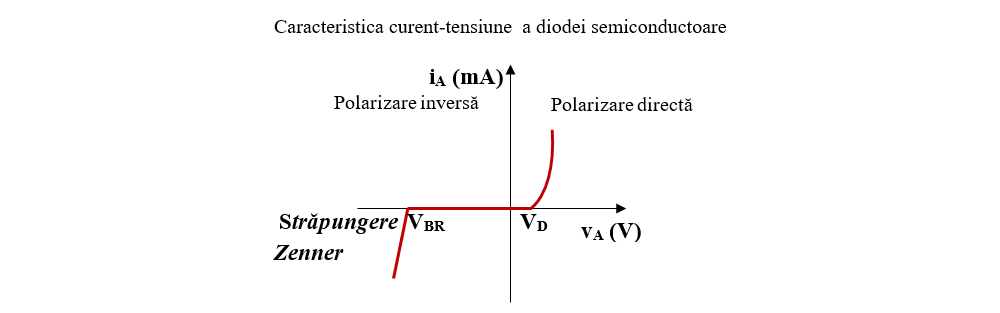 Caracteristica curent-tensiune a diodei semiconductoare
iA (mA)
Polarizare inversă
Polarizare directă
Străpungere
Zenner
VBR
VD
vA (V)